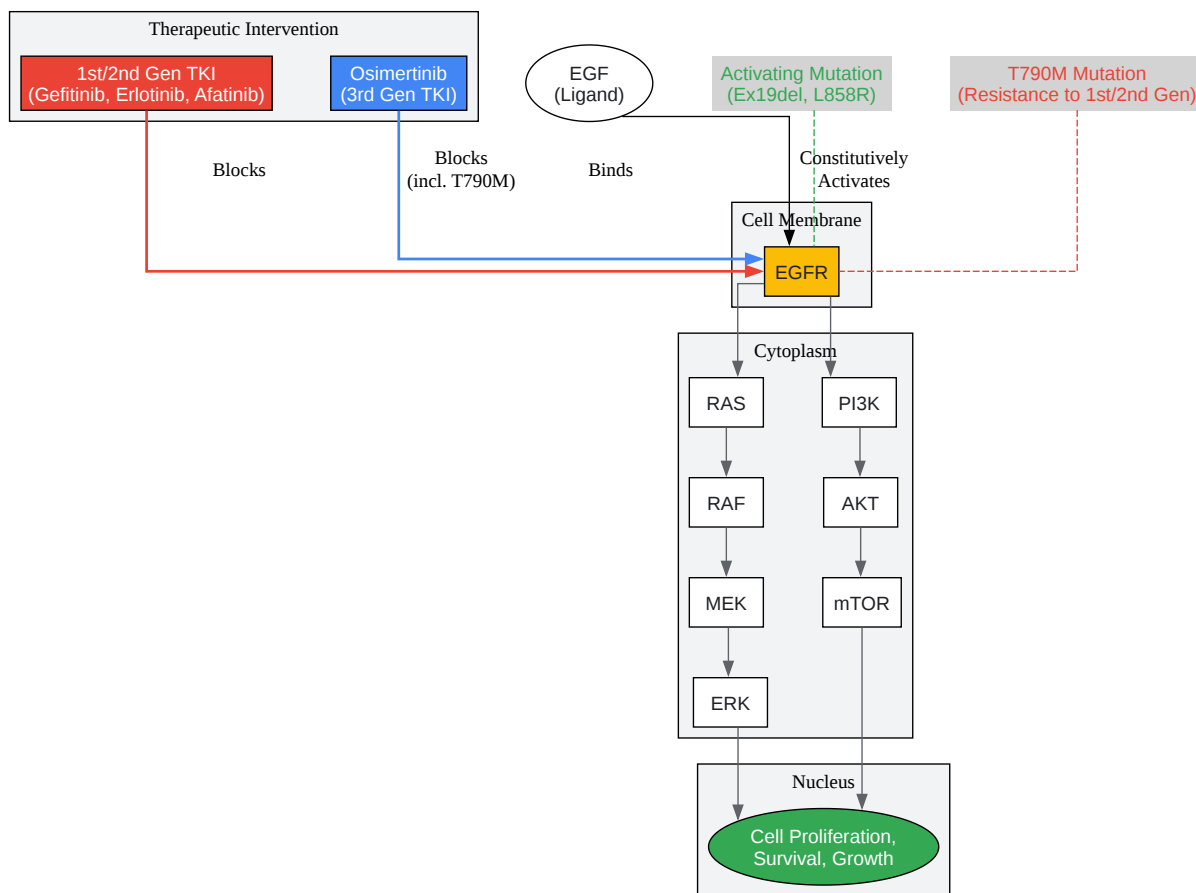 Therapeutic Intervention
1st/2nd Gen TKI
(Gefitinib, Erlotinib, Afatinib)
Osimertinib
(3rd Gen TKI)
EGF
(Ligand)
Activating Mutation
(Ex19del, L858R)
T790M Mutation
(Resistance to 1st/2nd Gen)
Blocks
Blocks
(incl. T790M)
Binds
Constitutively
Activates
Cell Membrane
EGFR
Cytoplasm
RAS
PI3K
RAF
AKT
MEK
mTOR
ERK
Nucleus
Cell Proliferation,
Survival, Growth